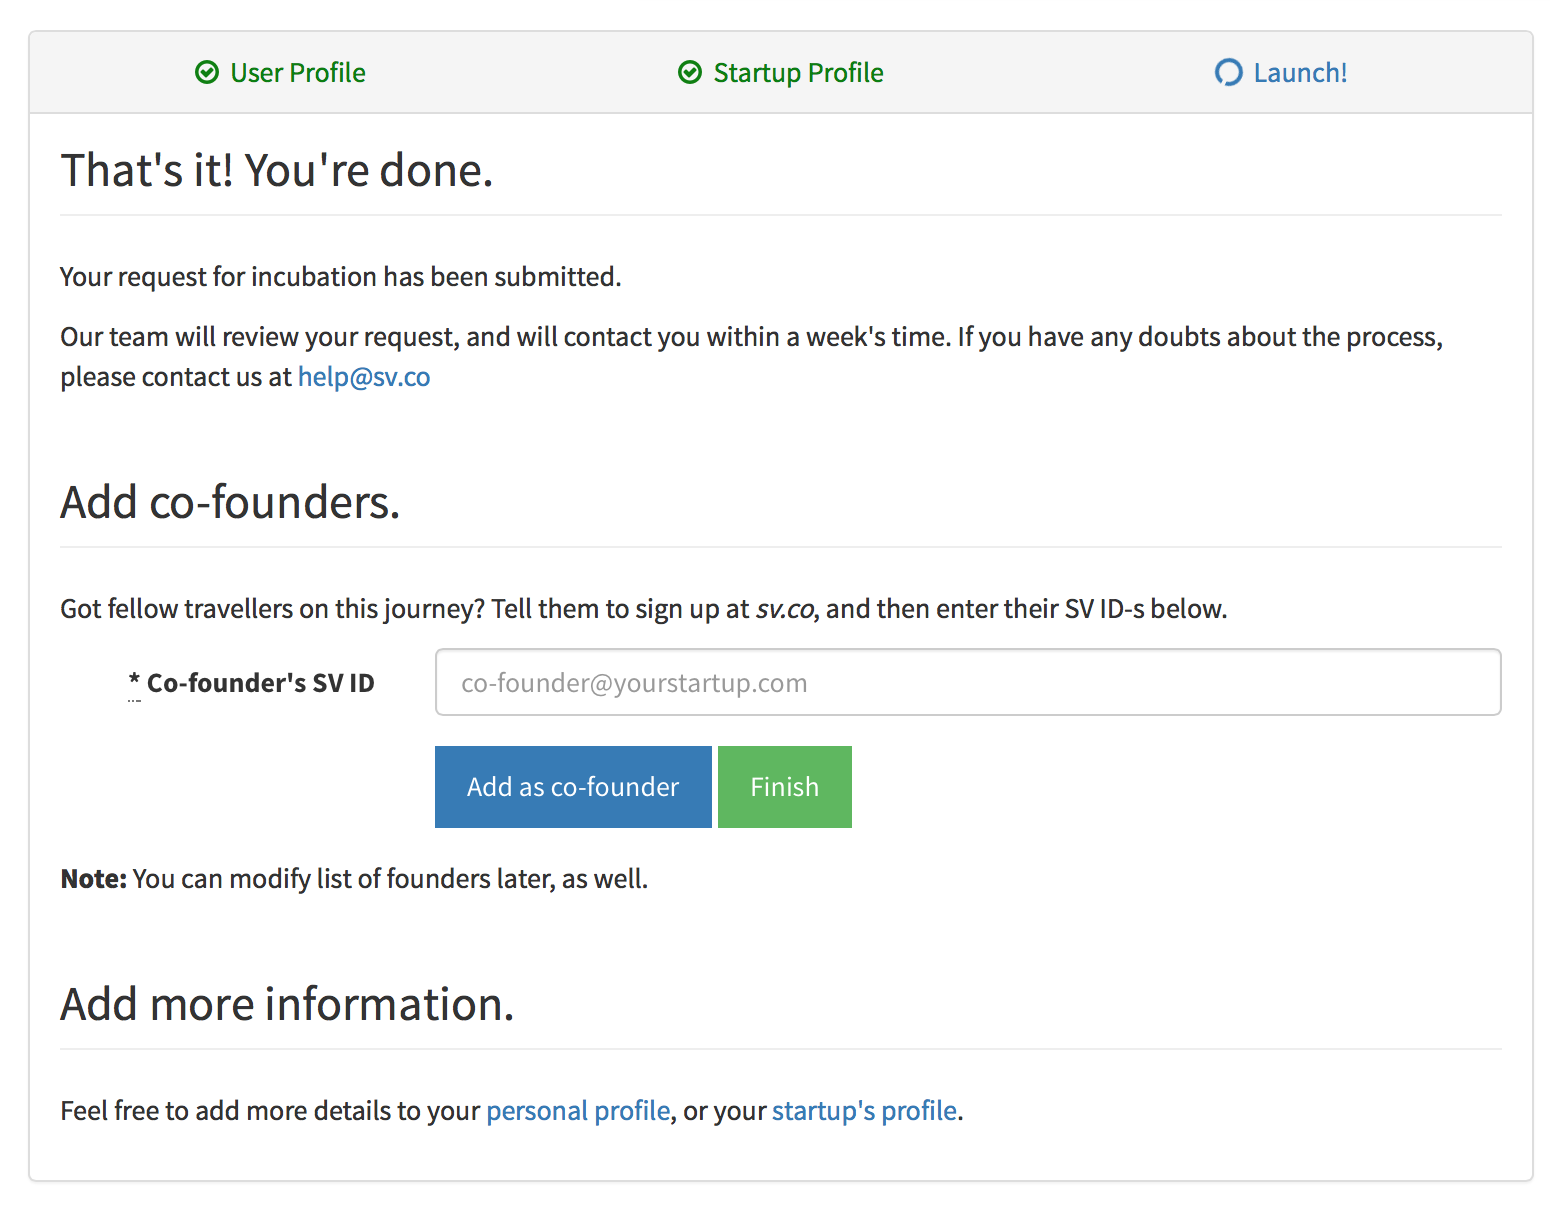 User Profile
Startup Profile
Launch!
That's it! You're done.
Your request for incubation has been submitted.
Our team will review your request, and will contact you within a week's time. If you have any doubts about the process,
please contact us at help@sv.co
Add co-founders.
Got fellow travellers on this journey? Tell them to sign up at sv.co, and then enter their SV ID-s below.
* Co-founder's SV ID
co-founder@yourstartup.com
Add as co-founder
Finish
Note: You can modify list of founders later, as well.
Add more information.
Feel free to add more details to your personal profile, or your startup's profile.